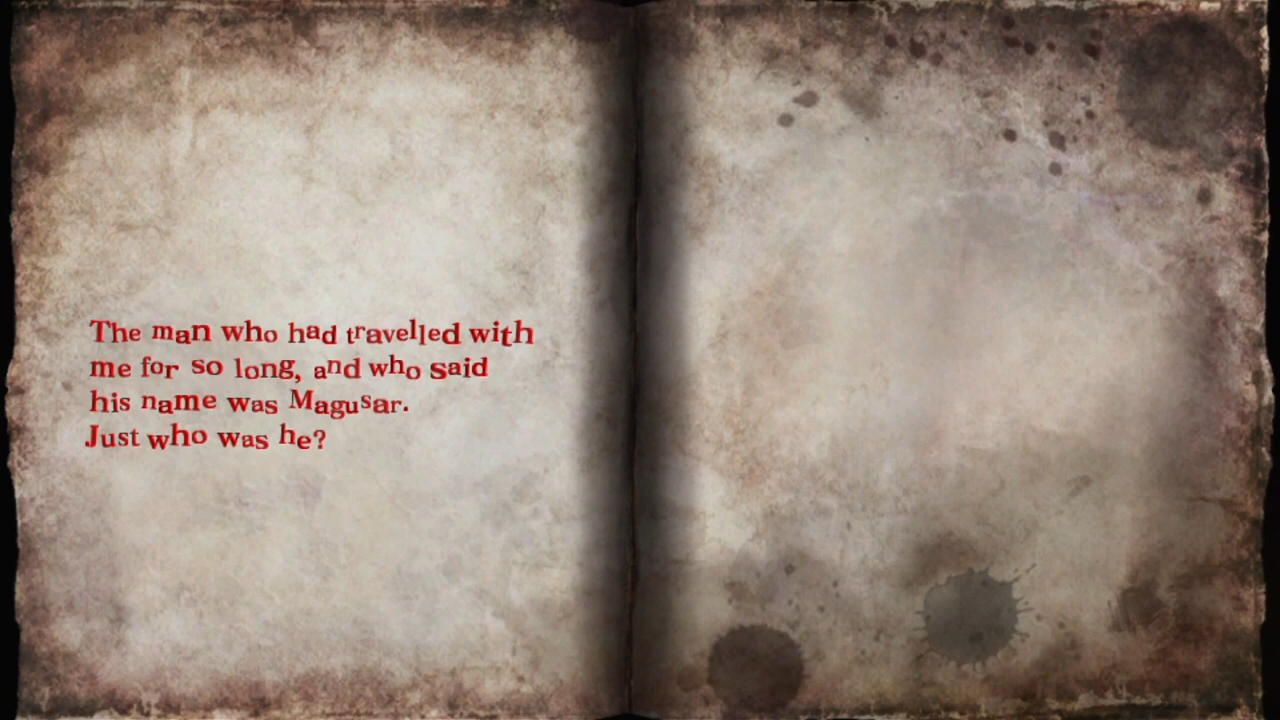 The man who had travelled with
me for so long, and who said
his name was Magusar.
Just who was he?